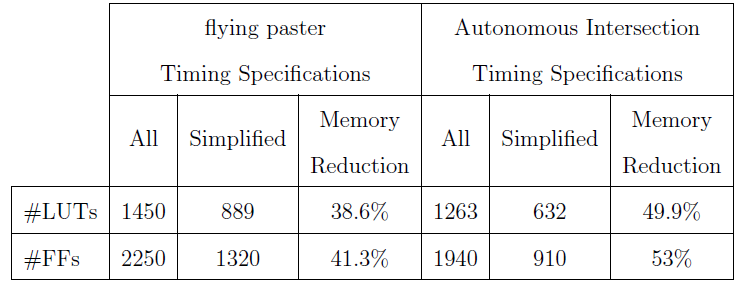 flying paster Autonomous Intersection
Timing Specifications Timing Specifications
All Simplified Memory Reduction All Simplified Memory Reduction
#LUTs 1450 889 38.6% 1263 632 49.9%
#FFs 2250 1320 41.3% 1940 910 53%